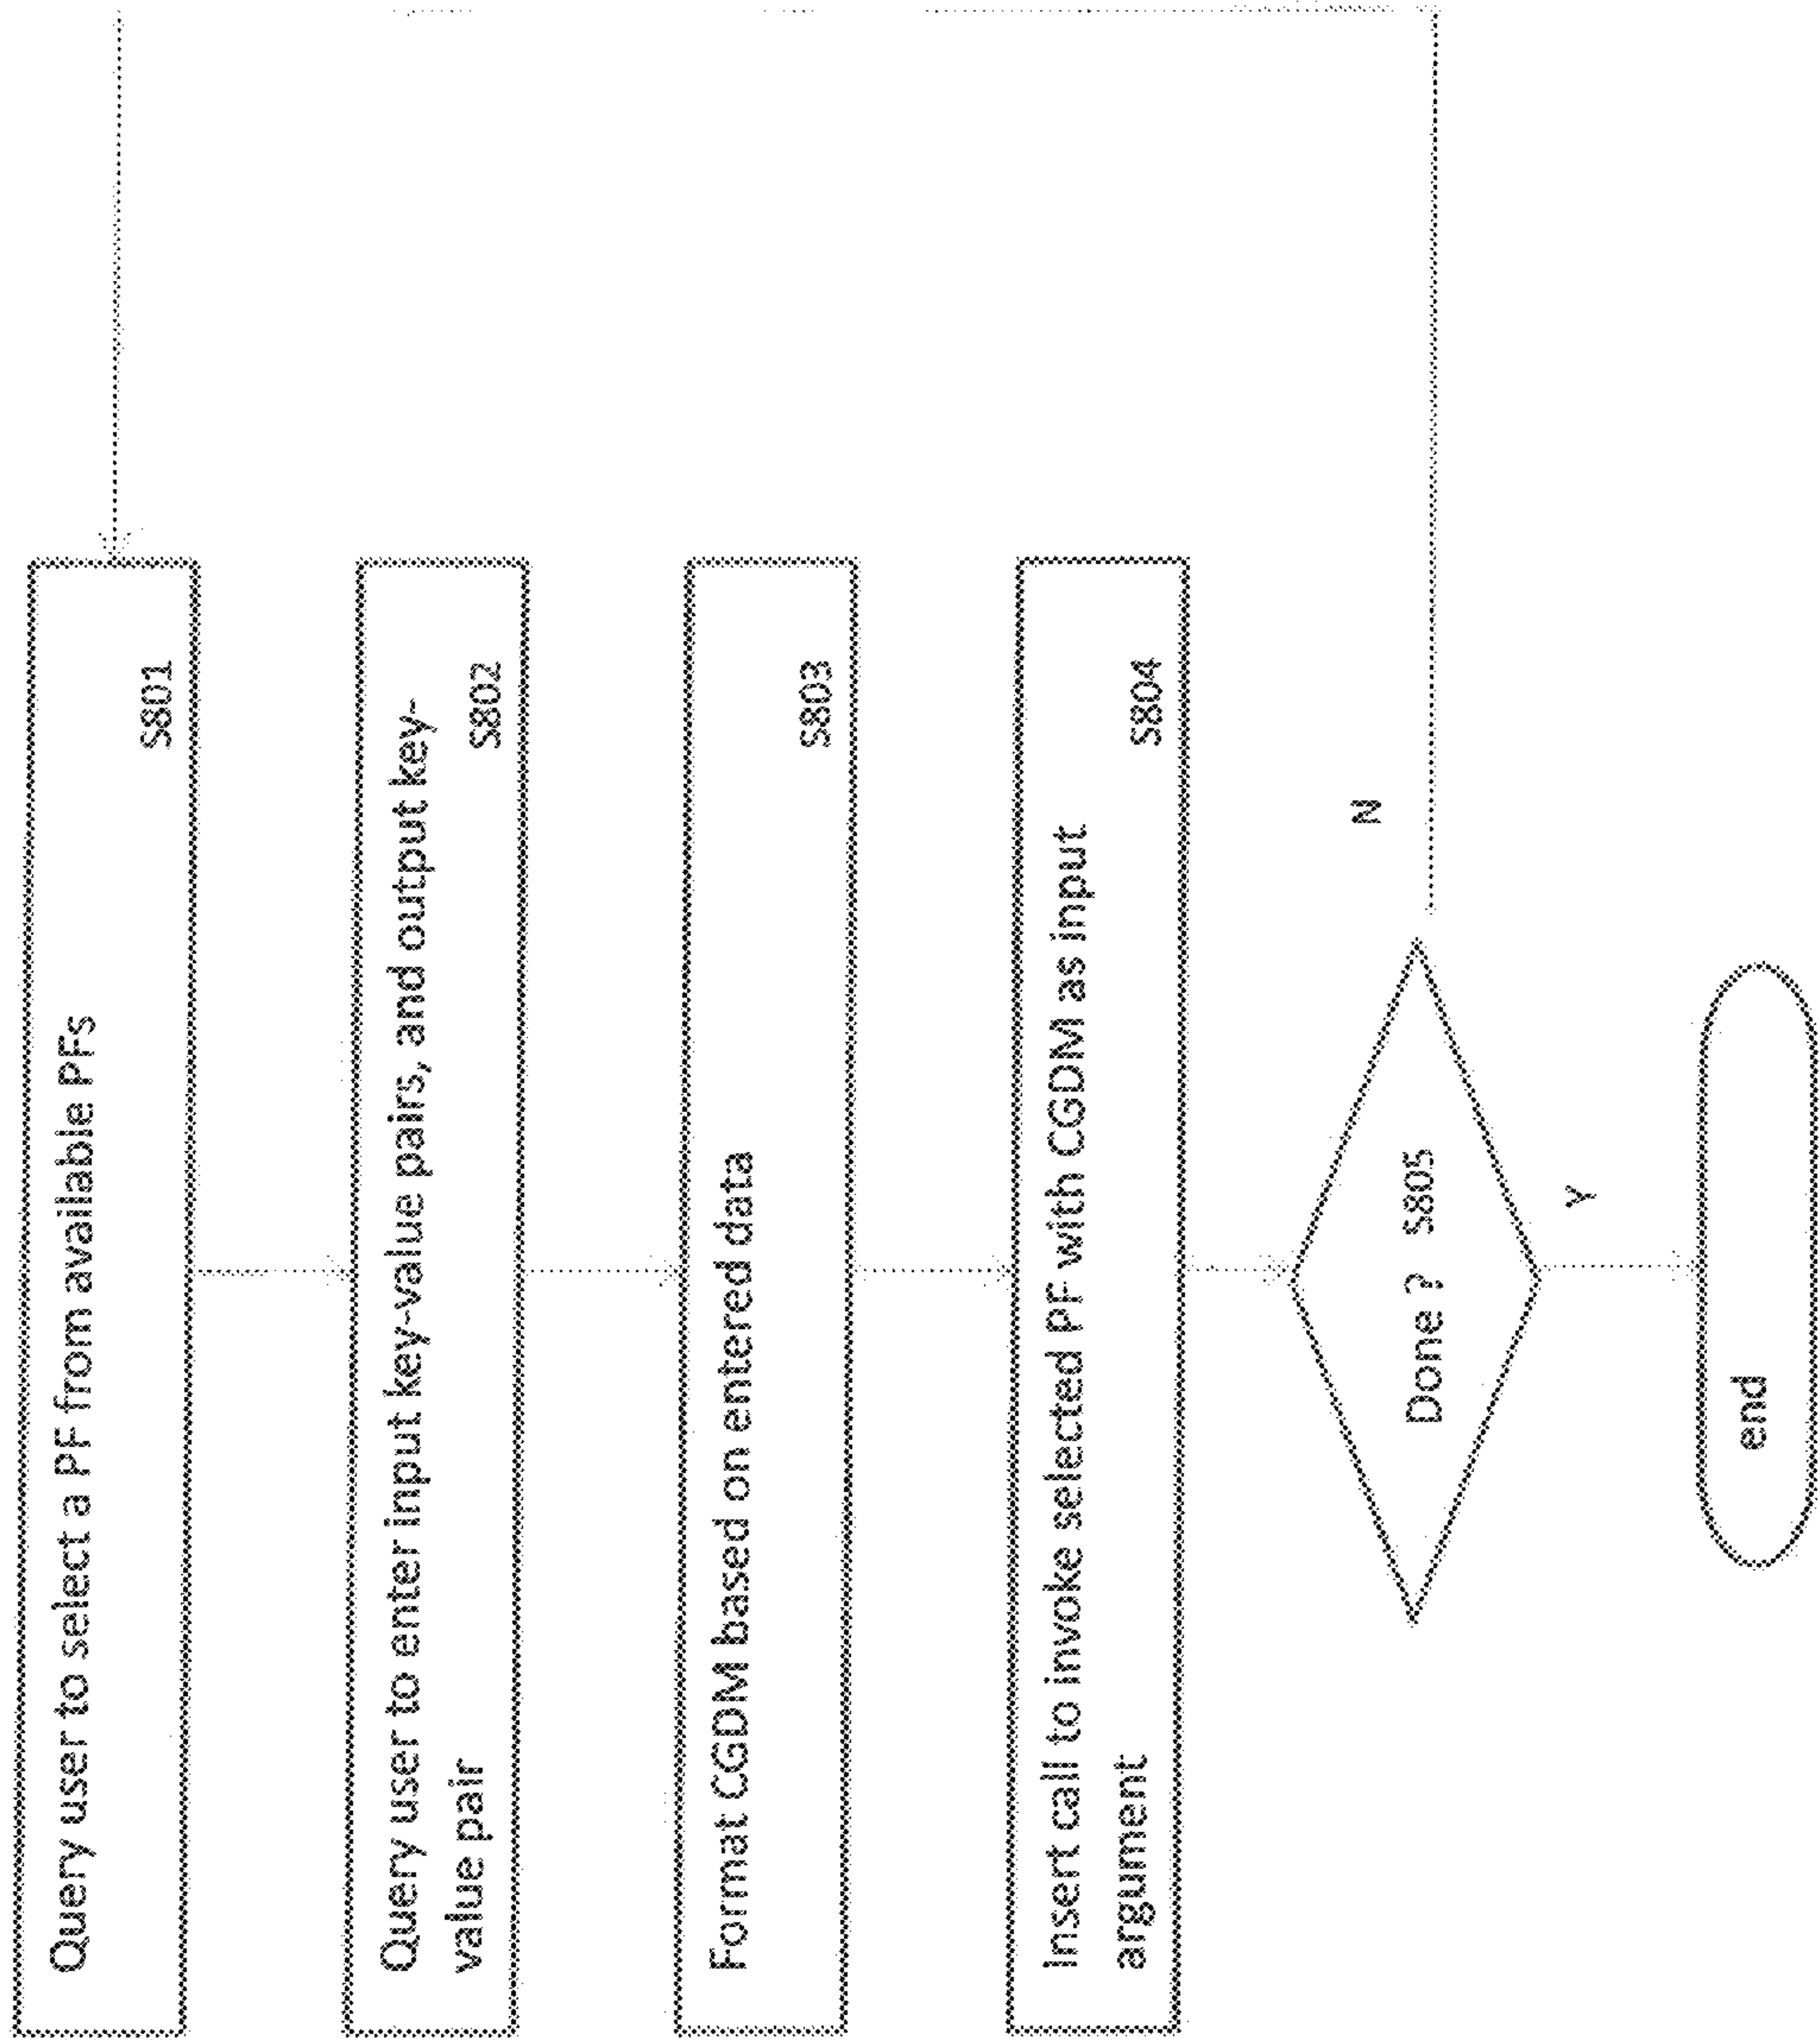 Query user to select a PF from available PFs
S801
Query user to enter input key-value pairs, and output key-
value pair
S802
Format CGDM based on entered data
S803
Insert call to invoke selected PF with CGDM as input
argument
S804
Done ? S805
N
Y
end